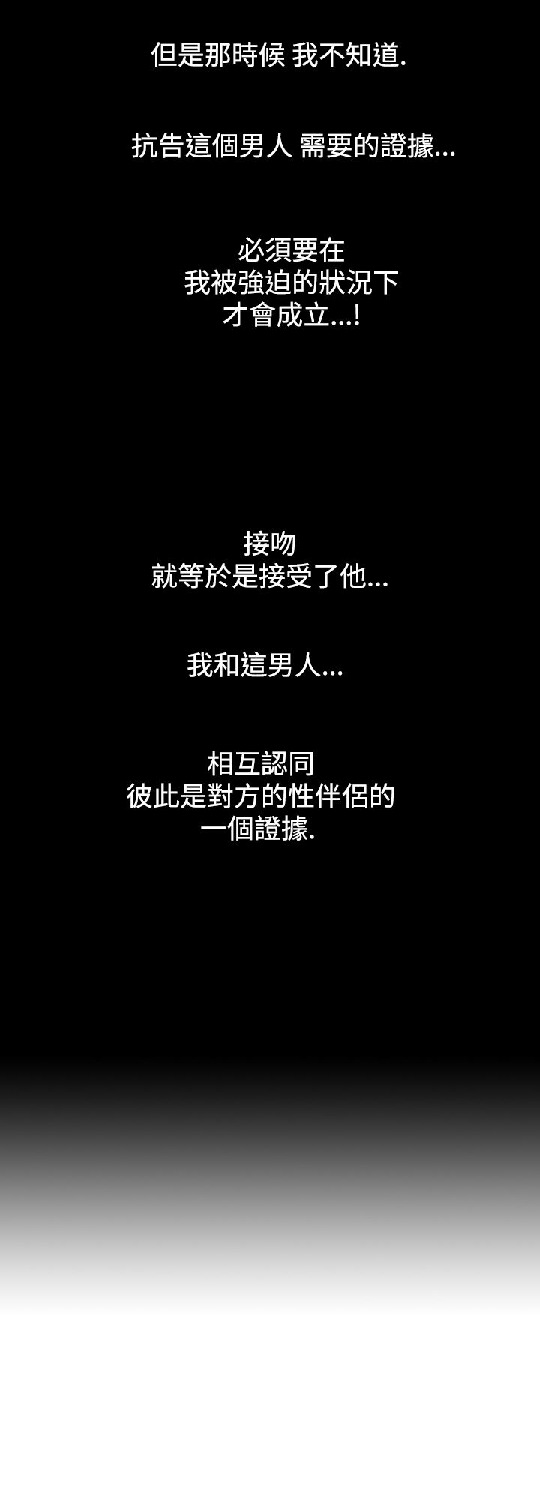 但是那時候 我不知道.
抗告這個男人 需要的證據...
必須要在
我被強迫的狀況下
才會成立...!
接吻
就等於是接受了他...
我和這男人...
相互認同
彼此是對方的性伴侶的
一個證據.